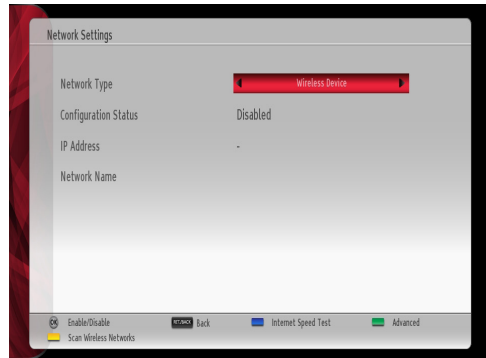 Network Settings
Network Type Wireless Device
Configuration Status Disabled
IP Address -
Network Name
OK Enable/Disable RET./BACK Back Internet Speed Test Advanced
Scan Wireless Networks